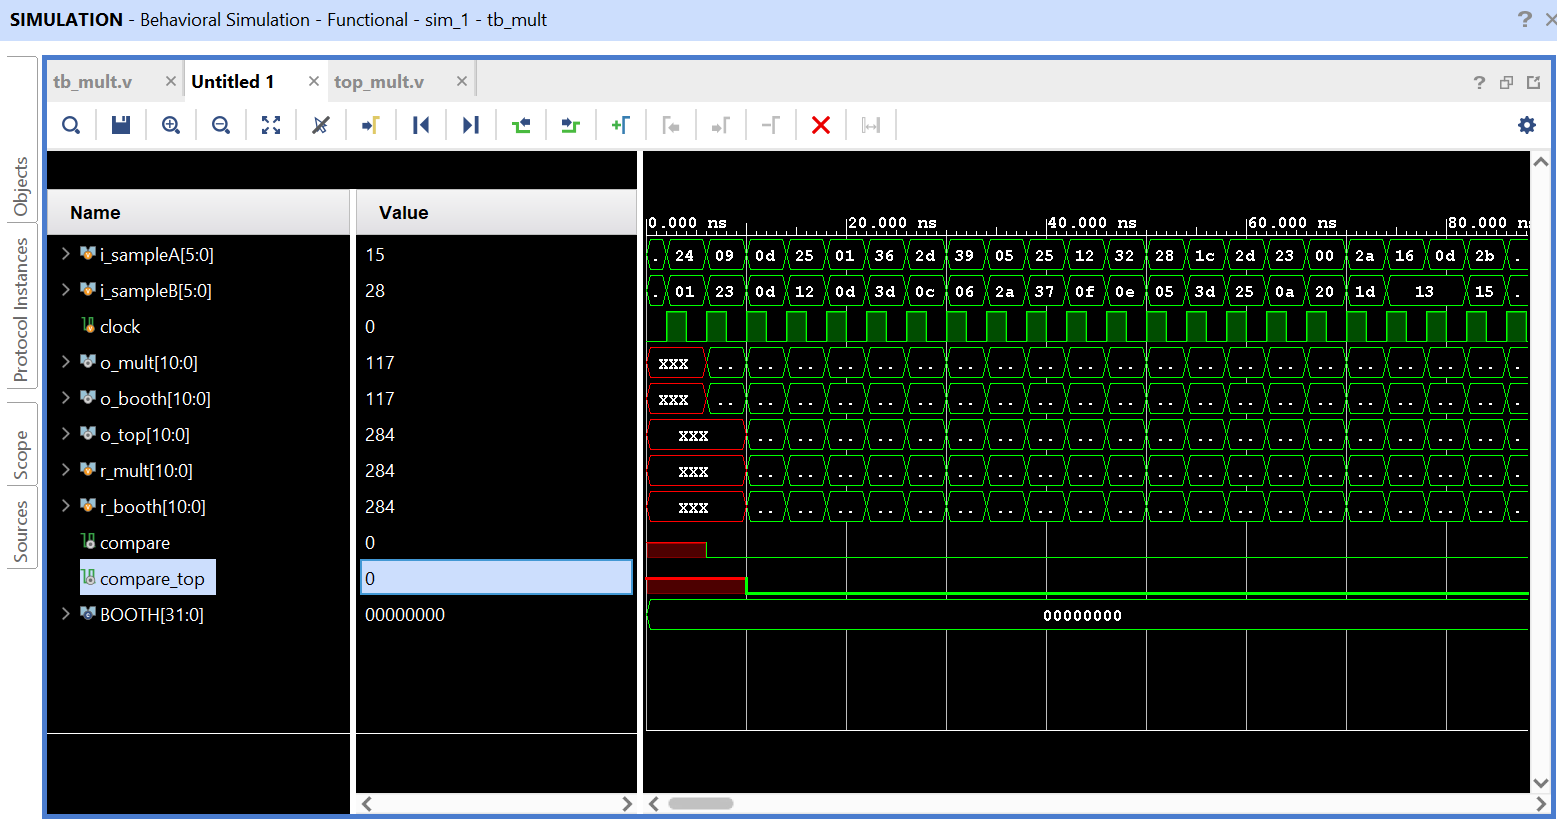 SIMULATION - Behavioral Simulation - Functional - sim_1 - tb_mult ?
tb_mult.v Untitled 1 top_mult.v ?
Objects
Protocol Instances
Scope
Sources
Name Value
0.000 ns 20.000 ns 40.000 ns 60.000 ns 80.000 n
i_sampleA[5:0] 15 . 24 09 0d 25 01 36 2d 39 05 25 12 32 28 1c 2d 23 00 2a 16 0d 2b .
i_sampleB[5:0] 28 . 01 23 0d 12 0d 3d 0c 06 2a 37 0f 0e 05 3d 25 0a 20 1d 13 15 .
clock 0
o_mult[10:0] 117 XXX .. .. .. .. .. .. .. .. .. .. .. .. .. .. .. .. .. .. .. .. .
o_booth[10:0] 117 XXX .. .. .. .. .. .. .. .. .. .. .. .. .. .. .. .. .. .. .. .. .
o_top[10:0] 284 XXX .. .. .. .. .. .. .. .. .. .. .. .. .. .. .. .. .. .. .. .
r_mult[10:0] 284 XXX .. .. .. .. .. .. .. .. .. .. .. .. .. .. .. .. .. .. .. .
r_booth[10:0] 284 XXX .. .. .. .. .. .. .. .. .. .. .. .. .. .. .. .. .. .. .. .
compare 0
compare_top 0
BOOTH[31:0] 00000000 00000000